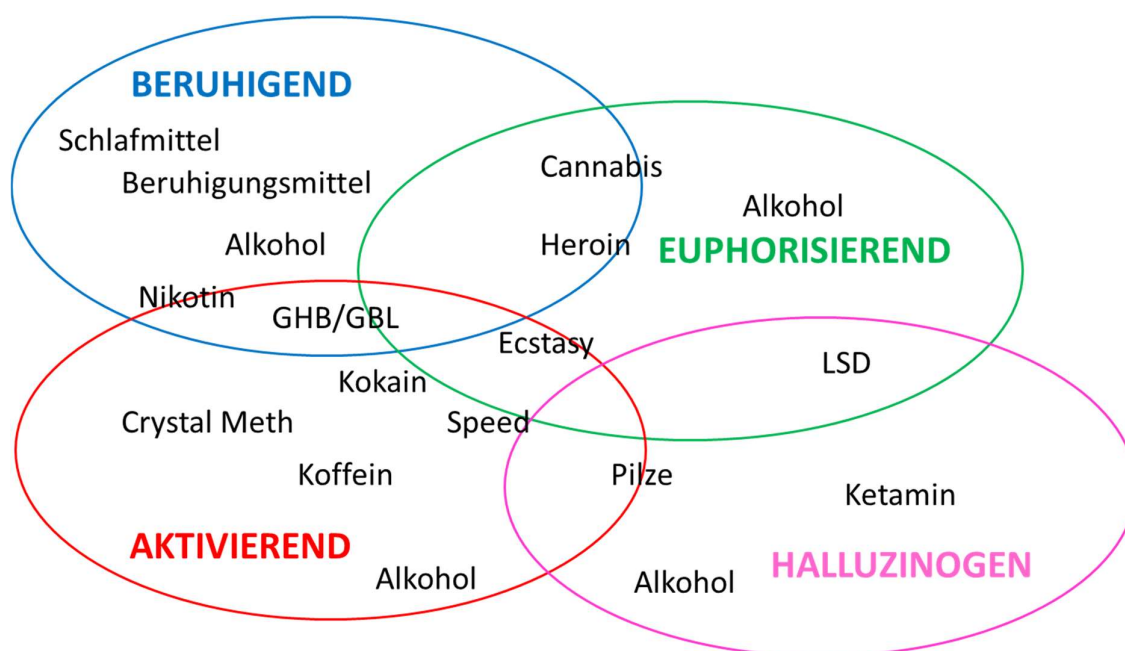 BERUHIGEND
Schlafmittel
Beruhigungsmittel
Alkohol
Nikotin
GHB/GBL
Cannabis
Heroin
Alkohol
EUPHORISIEREND
Ecstasy
LSD
Kokain
Crystal Meth
Speed
Koffein
AKTIVIEREND
Alkohol
Pilze
Ketamin
HALLUZINOGEN
Alkohol